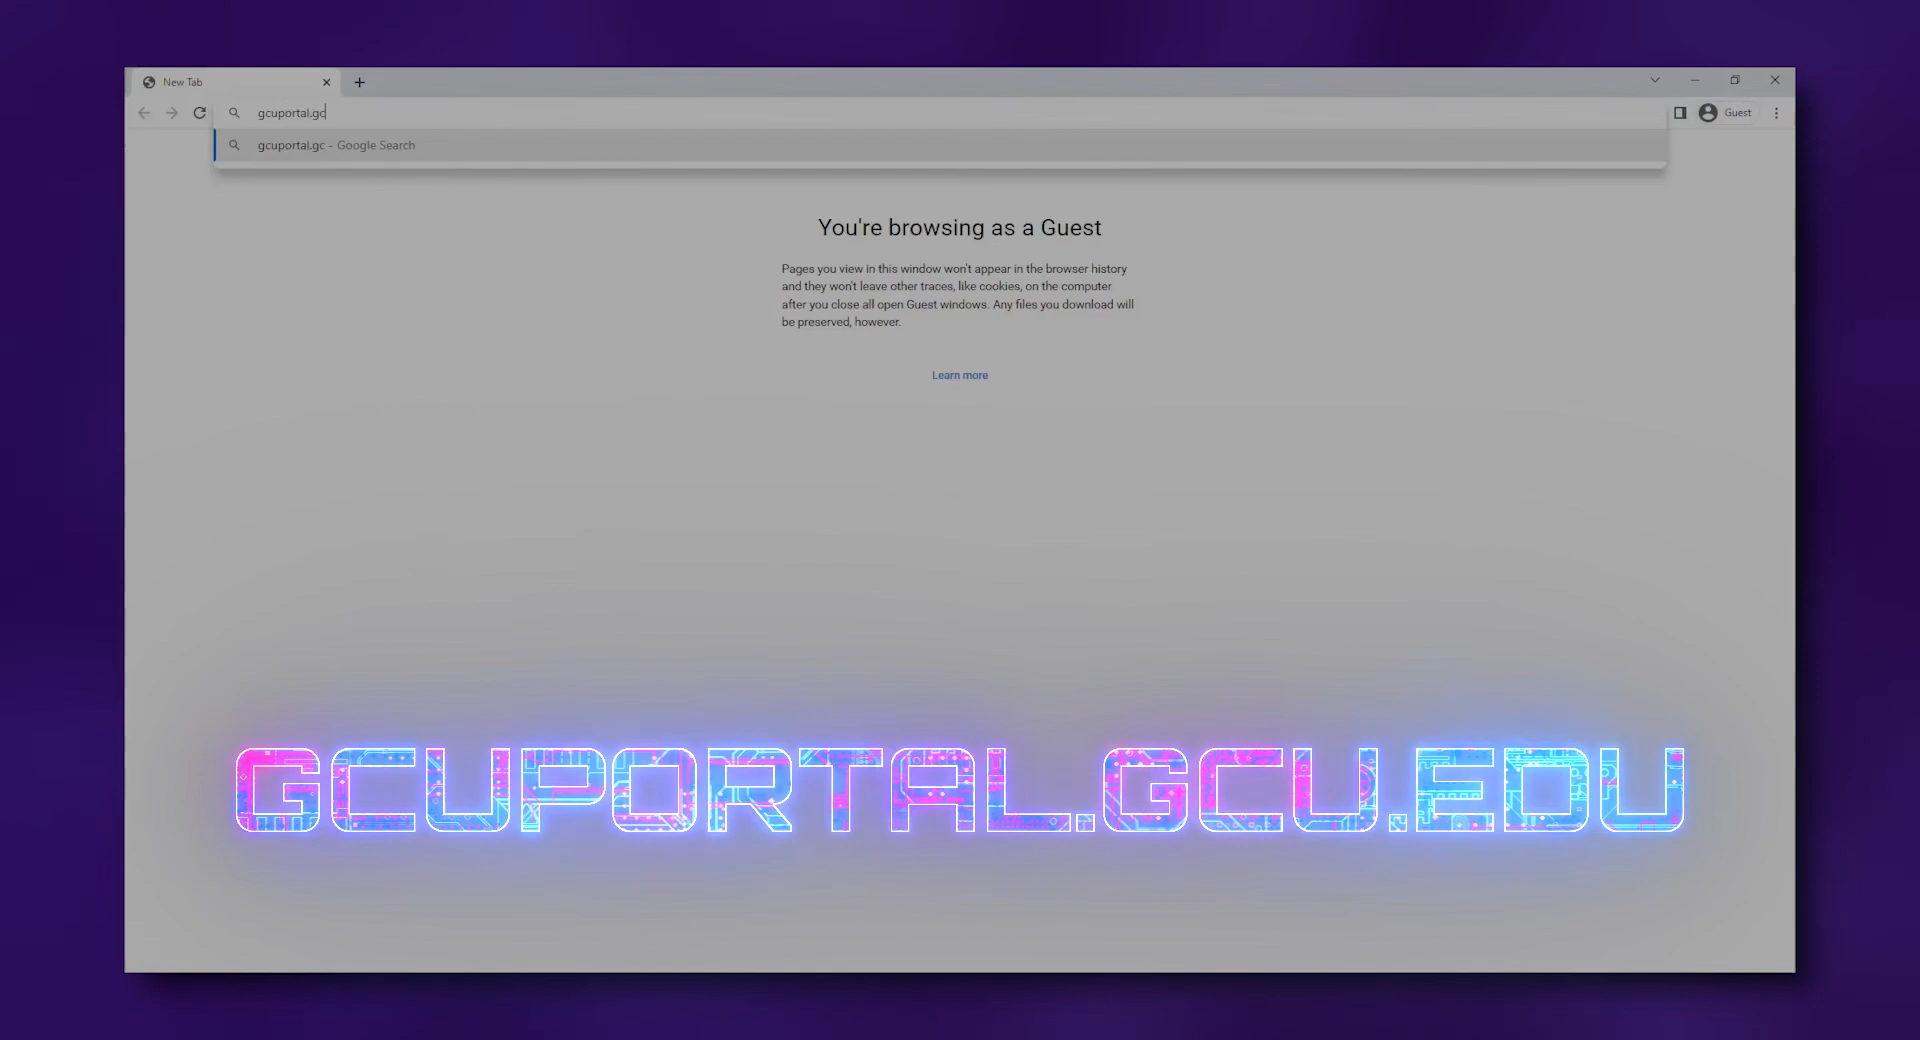 New Tab
gcuportal.gc
Guest
gcuportal.gc - Google Search
You're browsing as a Guest
Pages you view in this window won't appear in the browser history
and they won't leave other traces, like cookies, on the computer
after you close all open Guest windows. Any files you download will
be preserved, however.
Learn more
GCUPORTAL.GCU.EDU